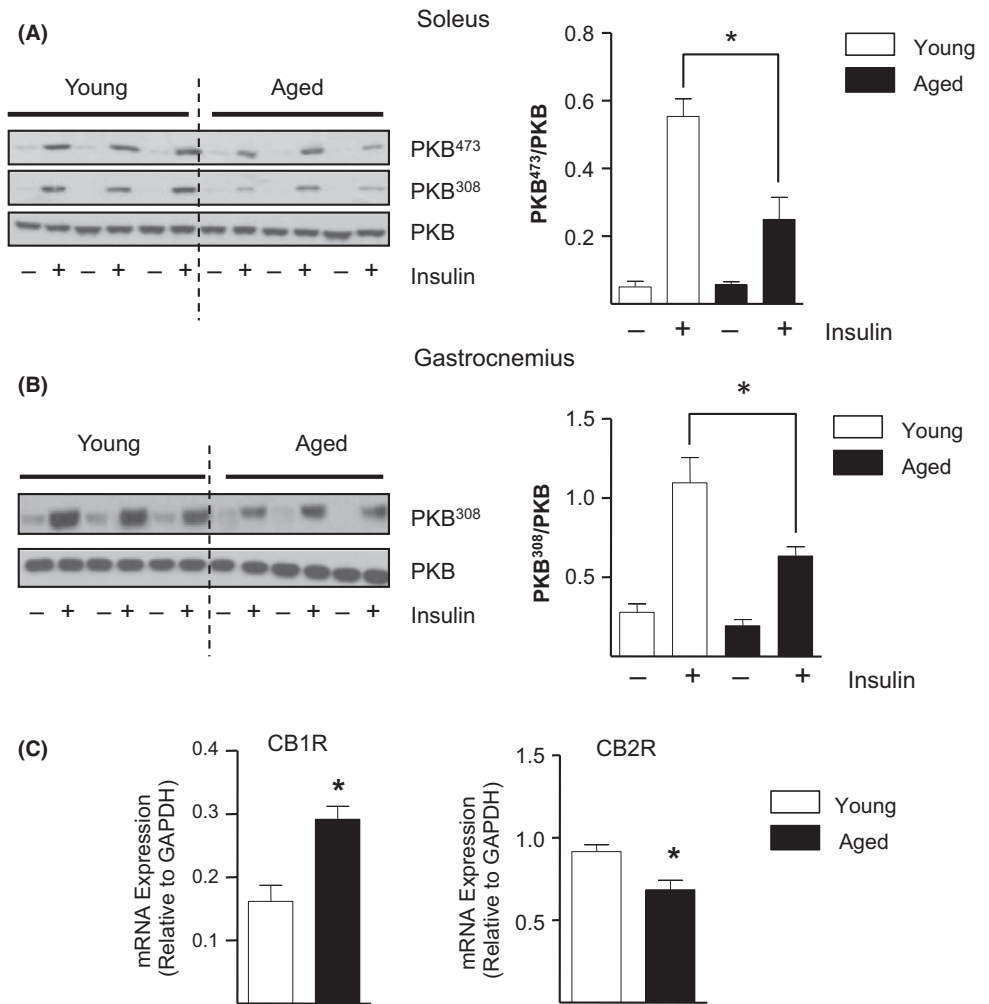 Soleus
(A)
Young Aged
PKB⁴⁷³
PKB³⁰⁸
PKB
– + – + – + – + – + – + Insulin
0.8
0.6
0.4
0.2
PKB⁴⁷³/PKB
*
– + – + Insulin
Young
Aged
Gastrocnemius
(B)
Young Aged
PKB³⁰⁸
PKB
– + – + – + – + – + – + Insulin
1.5
1.0
0.5
PKB³⁰⁸/PKB
*
– + – + Insulin
Young
Aged
(C)
CB1R
mRNA Expression
(Relative to GAPDH)
0.4
0.3
0.2
0.1
*
CB2R
mRNA Expression
(Relative to GAPDH)
1.5
1.0
0.5
*
Young
Aged